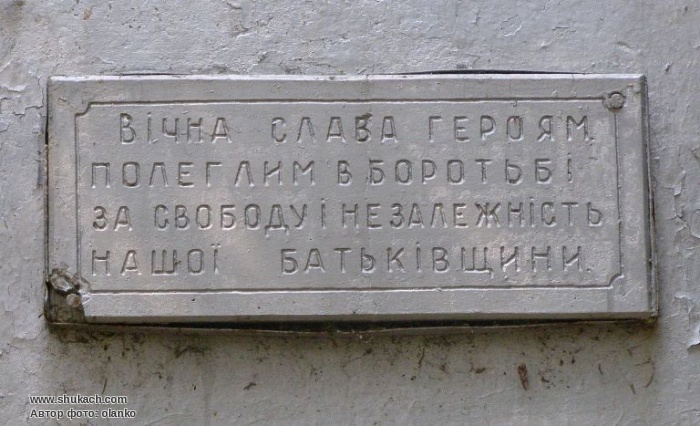 ВІЧНА СЛАВА ГЕРОЯМ
ПОЛЕГЛИМ В БОРОТЬБІ
ЗА СВОБОДУ І НЕЗАЛЕЖНІСТЬ
НАШОЇ БАТЬКІВЩИНИ.
www.shukach.com
Автор фото: olanko